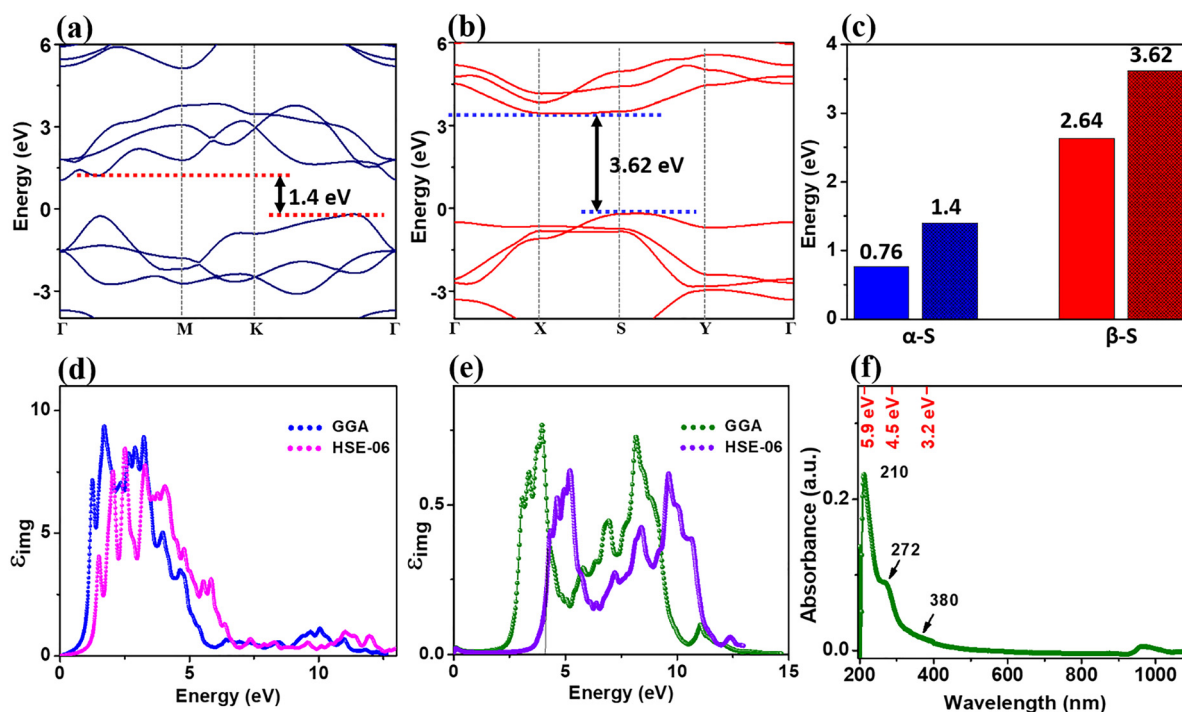 (a)
6
3
0
-3
Energy (eV)
1.4 eV
Γ
M
K
Γ
(b)
6
3
0
-3
Energy (eV)
3.62 eV
Γ
X
S
Y
Γ
(c)
4
3
2
1
0
Energy (eV)
0.76
1.4
2.64
3.62
α-S
β-S
(d)
10
5
0
εimg
GGA
HSE-06
0
5
10
Energy (eV)
(e)
0.5
0.0
εimg
GGA
HSE-06
0
5
10
15
Energy (eV)
(f)
5.9 eV
4.5 eV
3.2 eV
0.2
0.0
Absorbance (a.u.)
210
272
380
200
400
600
800
1000
Wavelength (nm)